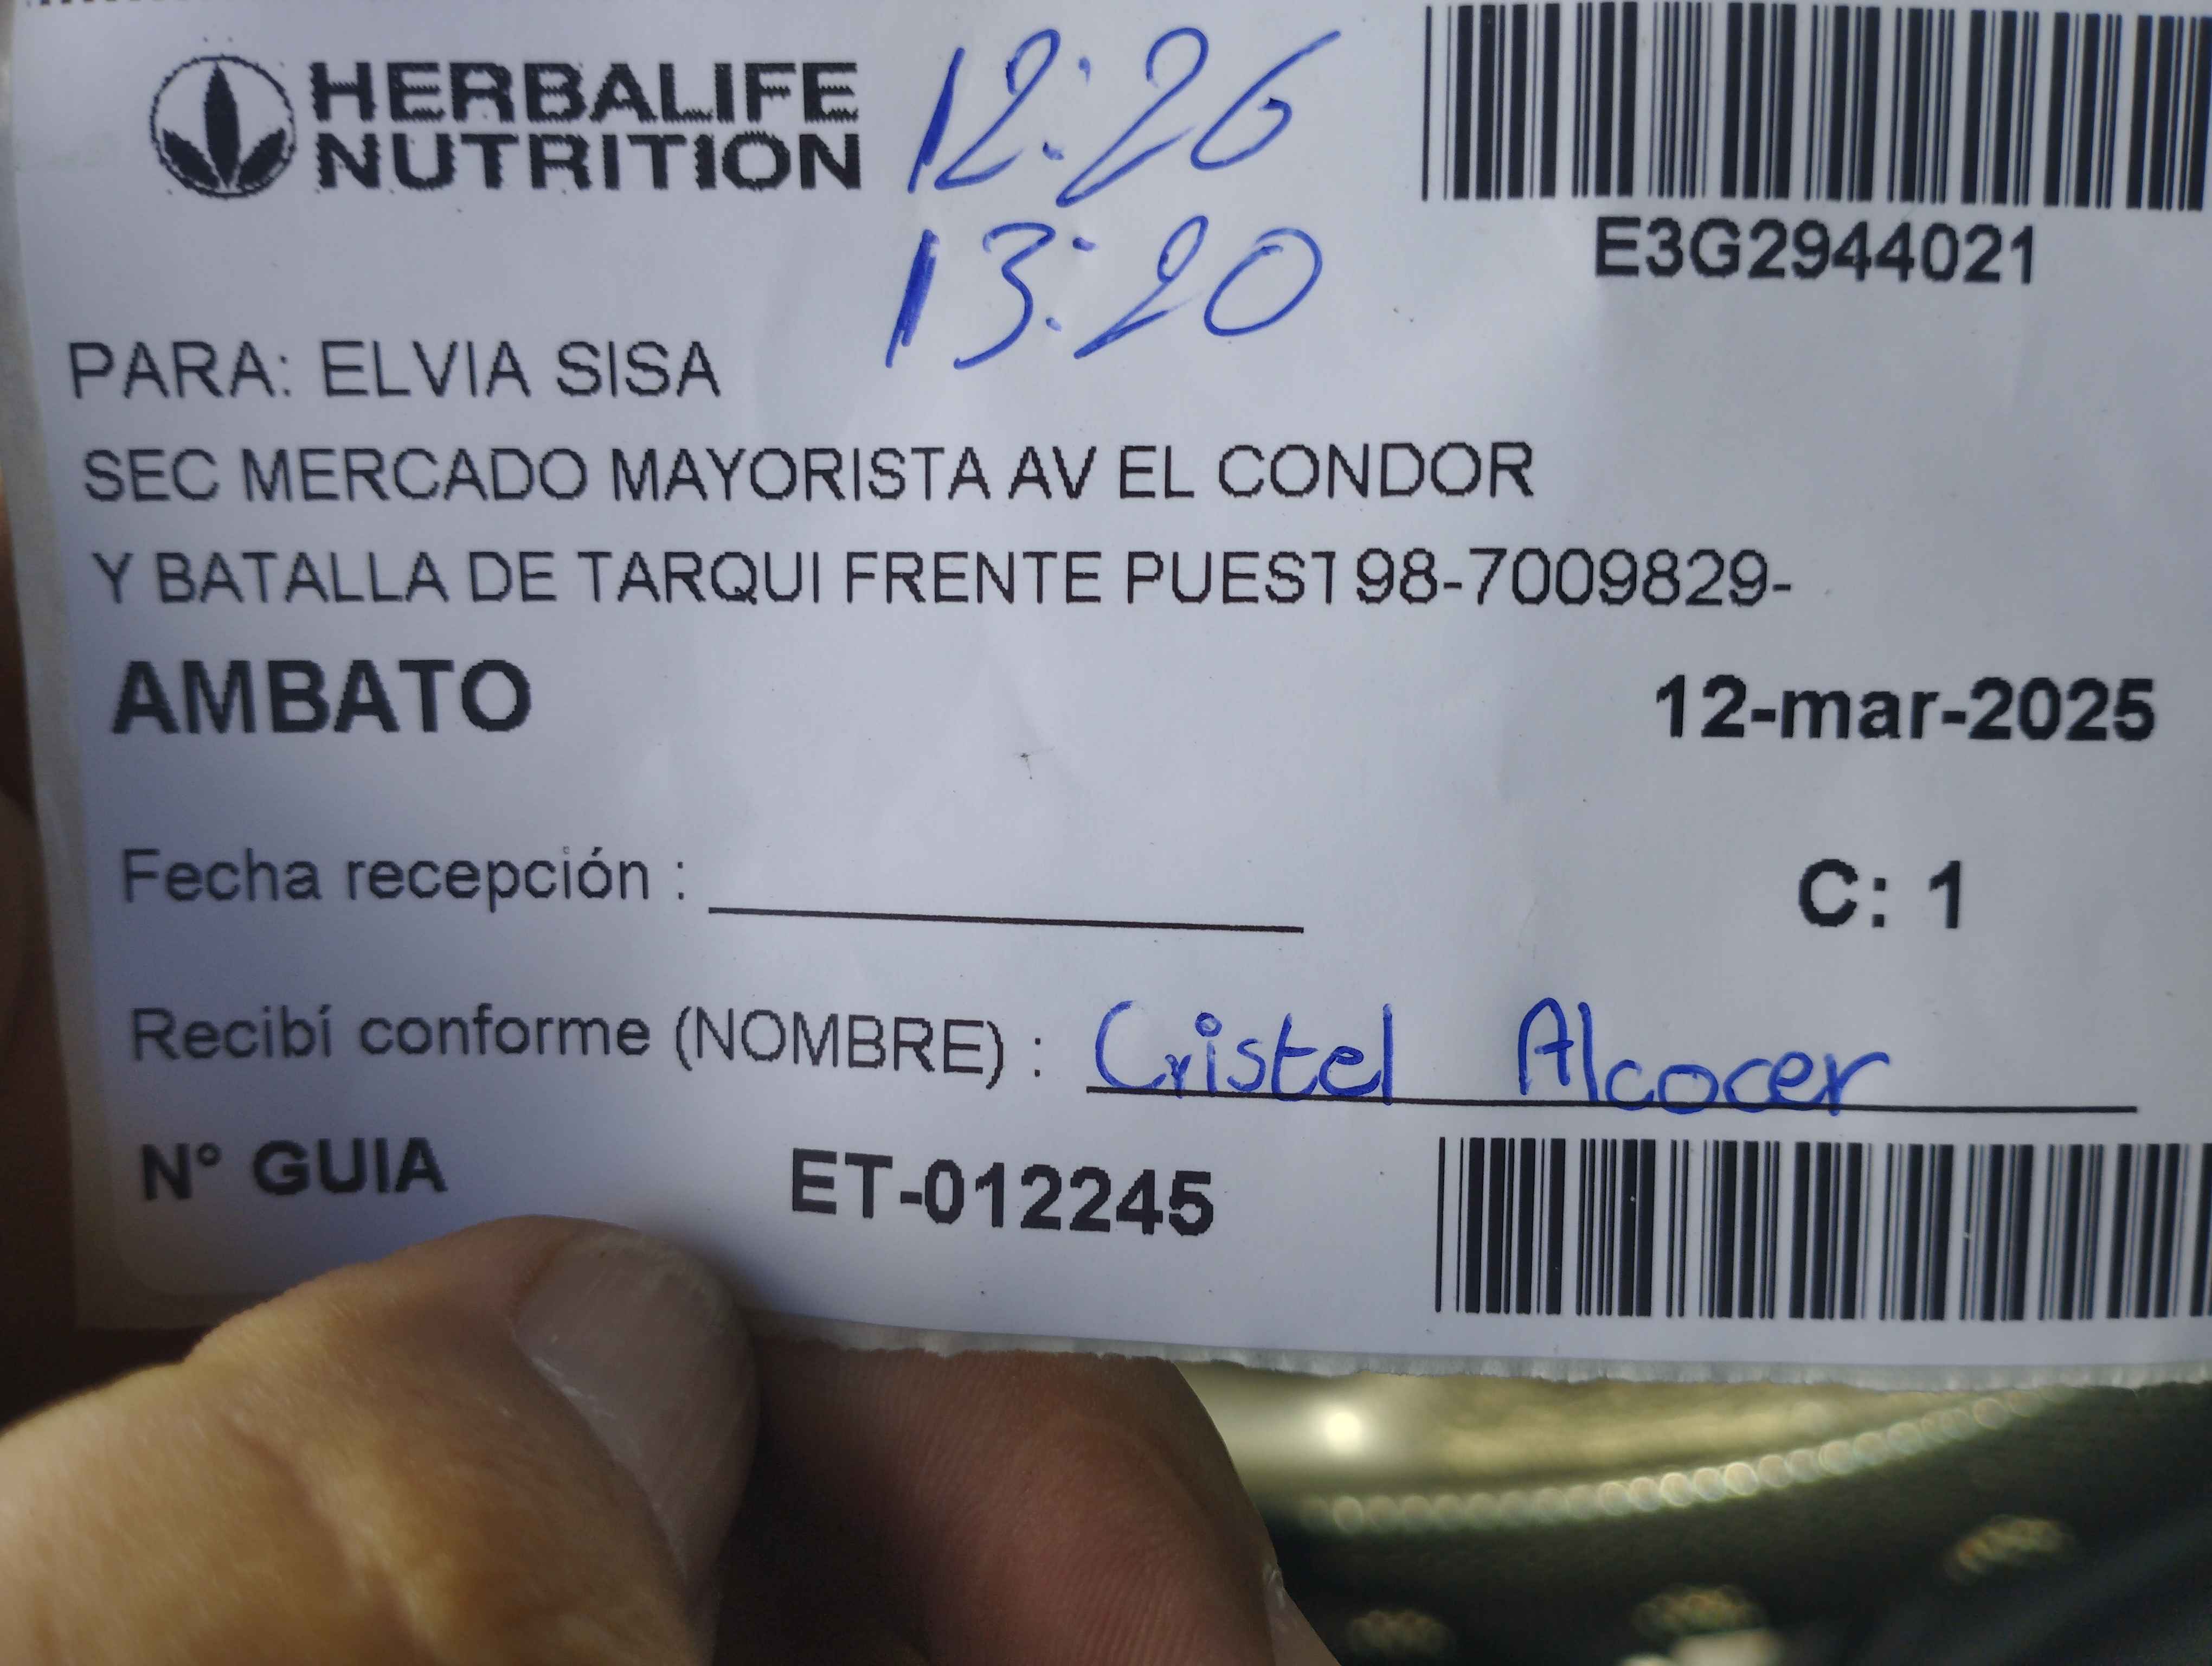 HERBALIFE
NUTRITION
12:26
13:20
E3G2944021
PARA: ELVIA SISA
SEC MERCADO MAYORISTA AV EL CONDOR
Y BATALLA DE TARQUI FRENTE PUEST98-7009829-
AMBATO
12-mar-2025
Fecha recepción :
C: 1
Recibí conforme (NOMBRE) : Cristel Alcocer
N° GUIA ET-012245